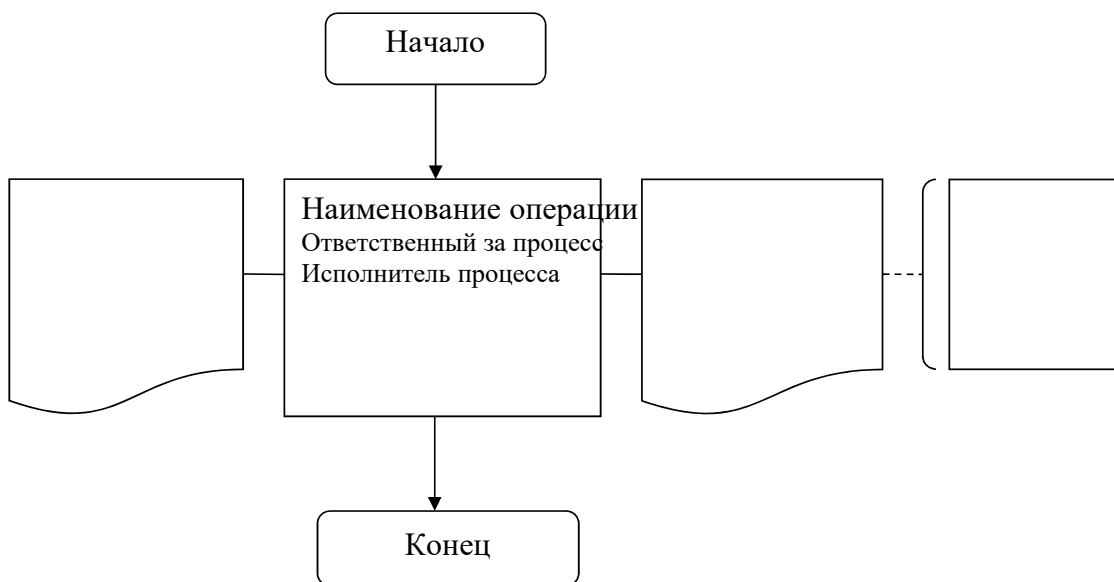 Начало
Наименование операции
Ответственный за процесс
Исполнитель процесса
Конец